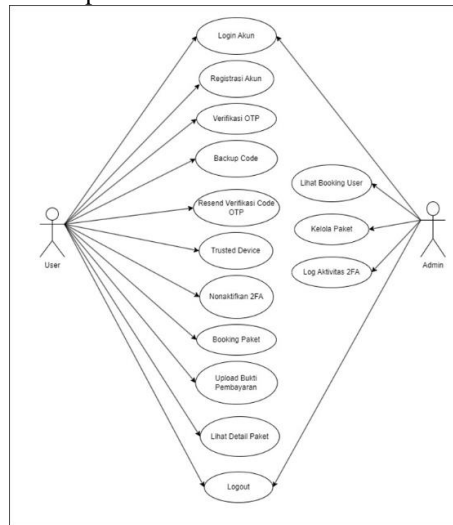 Login Akun
Registrasi Akun
Verifikasi OTP
Backup Code
Lihat Booking User
Resend Verifikasi Code
OTP
Kelola Paket
User
Admin
Trusted Device
Log Aktivitas 2FA
Nonaktifkan 2FA
Booking Paket
Upload Bukti
Pembayaran
Lihat Detail Paket
Logout